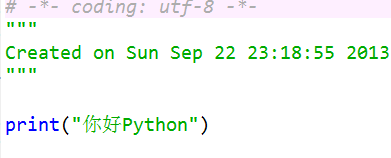 # -*- coding: utf-8 -*-
"""
Created on Sun Sep 22 23:18:55 2013
"""
print("你好Python")